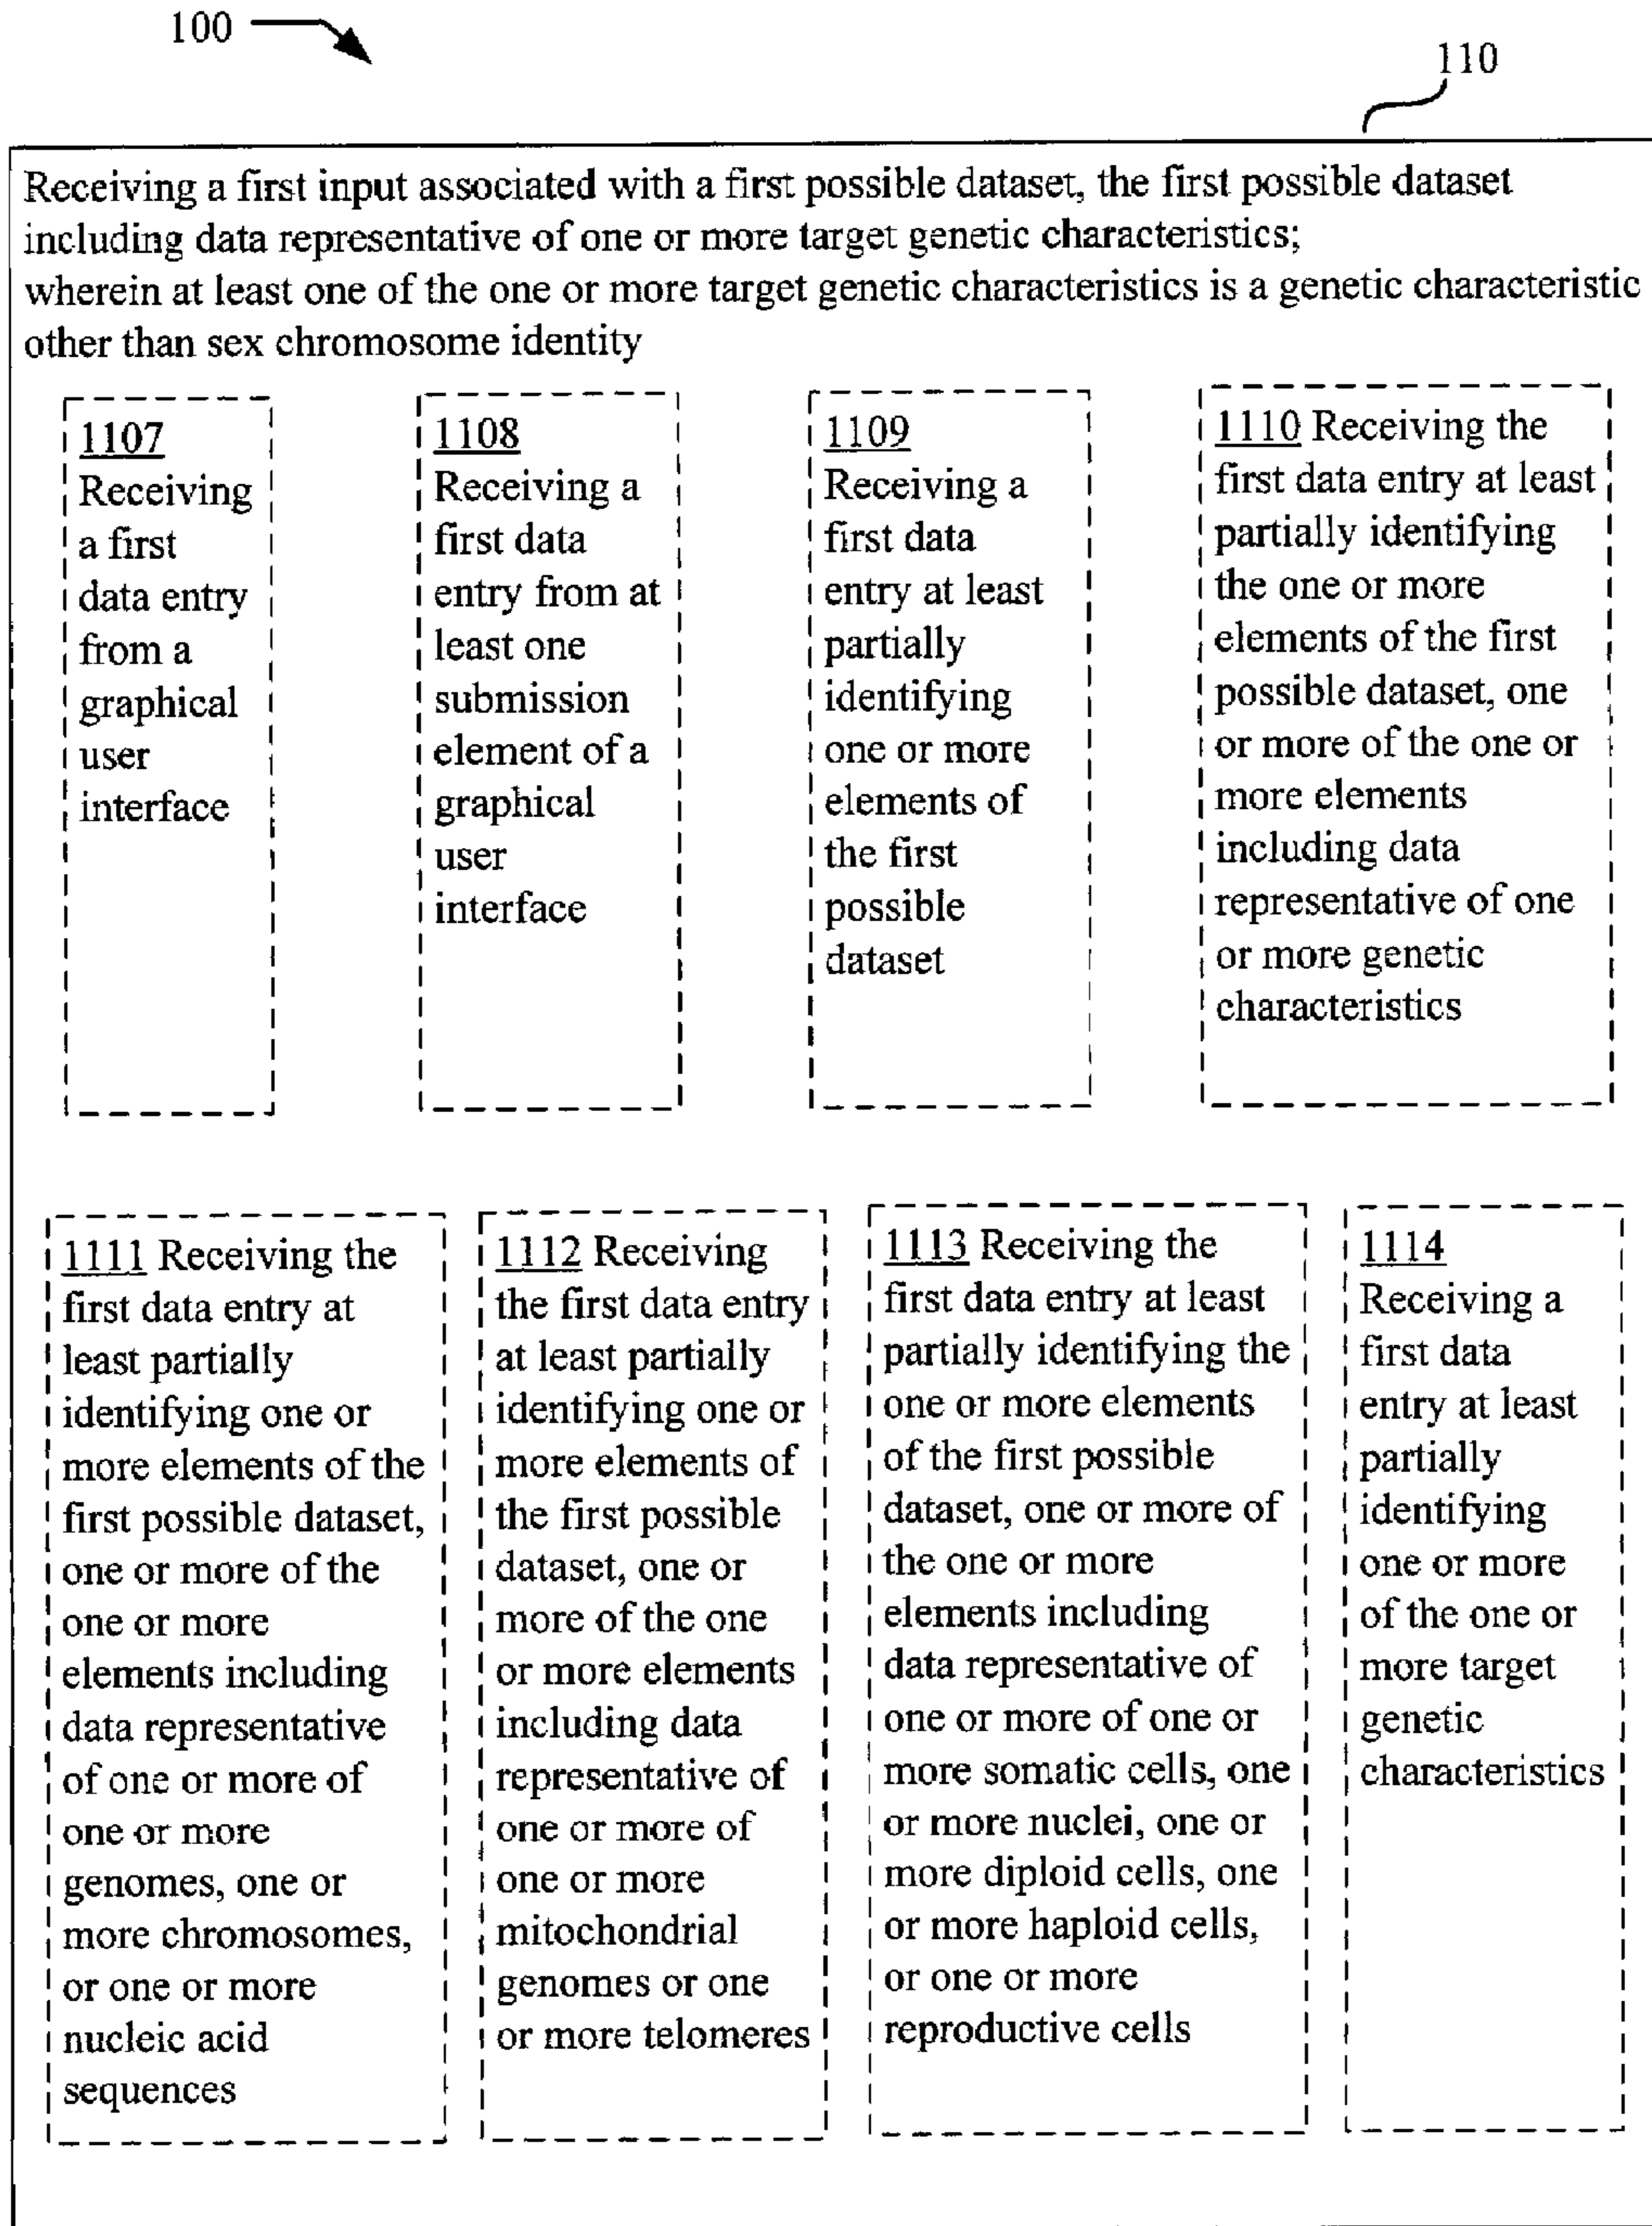 100
110
Receiving a first input associated with a first possible dataset, the first possible dataset
including data representative of one or more target genetic characteristics;
wherein at least one of the one or more target genetic characteristics is a genetic characteristic
other than sex chromosome identity
1107
Receiving
a first
data entry
from a
graphical
user
interface
1108
Receiving a
first data
entry from at
least one
submission
element of a
graphical
user
interface
1109
Receiving a
first data
entry at least
partially
identifying
one or more
elements of
the first
possible
dataset
1110 Receiving the
first data entry at least
partially identifying
the one or more
elements of the first
possible dataset, one
or more of the one or
more elements
including data
representative of one
or more genetic
characteristics
1111 Receiving the
first data entry at
least partially
identifying one or
more elements of the
first possible dataset,
one or more of the
one or more
elements including
data representative
of one or more of
one or more
genomes, one or
more chromosomes,
or one or more
nucleic acid
sequences
1112 Receiving
the first data entry
at least partially
identifying one or
more elements of
the first possible
dataset, one or
more of the one
or more elements
including data
representative of
one or more of
one or more
mitochondrial
genomes or one
or more telomeres
1113 Receiving the
first data entry at least
partially identifying the
one or more elements
of the first possible
dataset, one or more of
the one or more
elements including
data representative of
one or more of one or
more somatic cells, one
or more nuclei, one or
more diploid cells, one
or more haploid cells,
or one or more
reproductive cells
1114
Receiving a
first data
entry at least
partially
identifying
one or more
of the one or
more target
genetic
characteristics